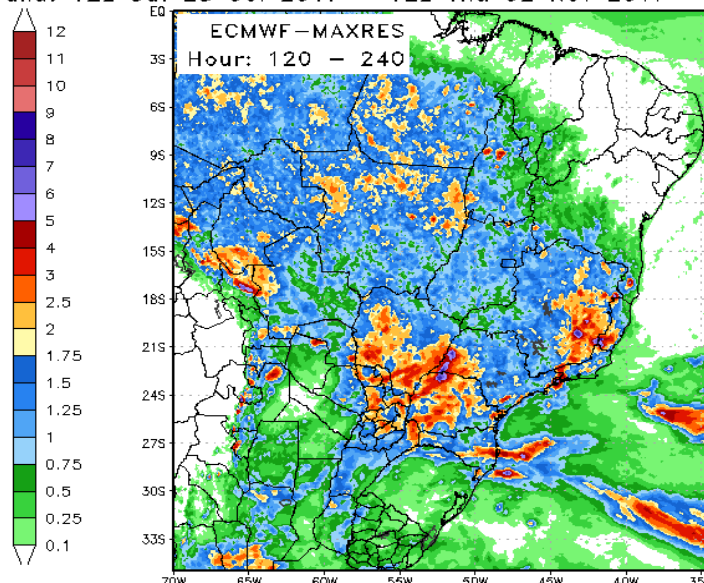 ECMWF-MAXRES
Hour: 120 - 240
12
11
10
9
8
7
6
5
4
3
2.5
2
1.75
1.5
1.25
1
0.75
0.5
0.25
0.1
EQ
3S
6S
9S
12S
15S
18S
21S
24S
27S
30S
33S
70W
65W
60W
55W
50W
45W
40W